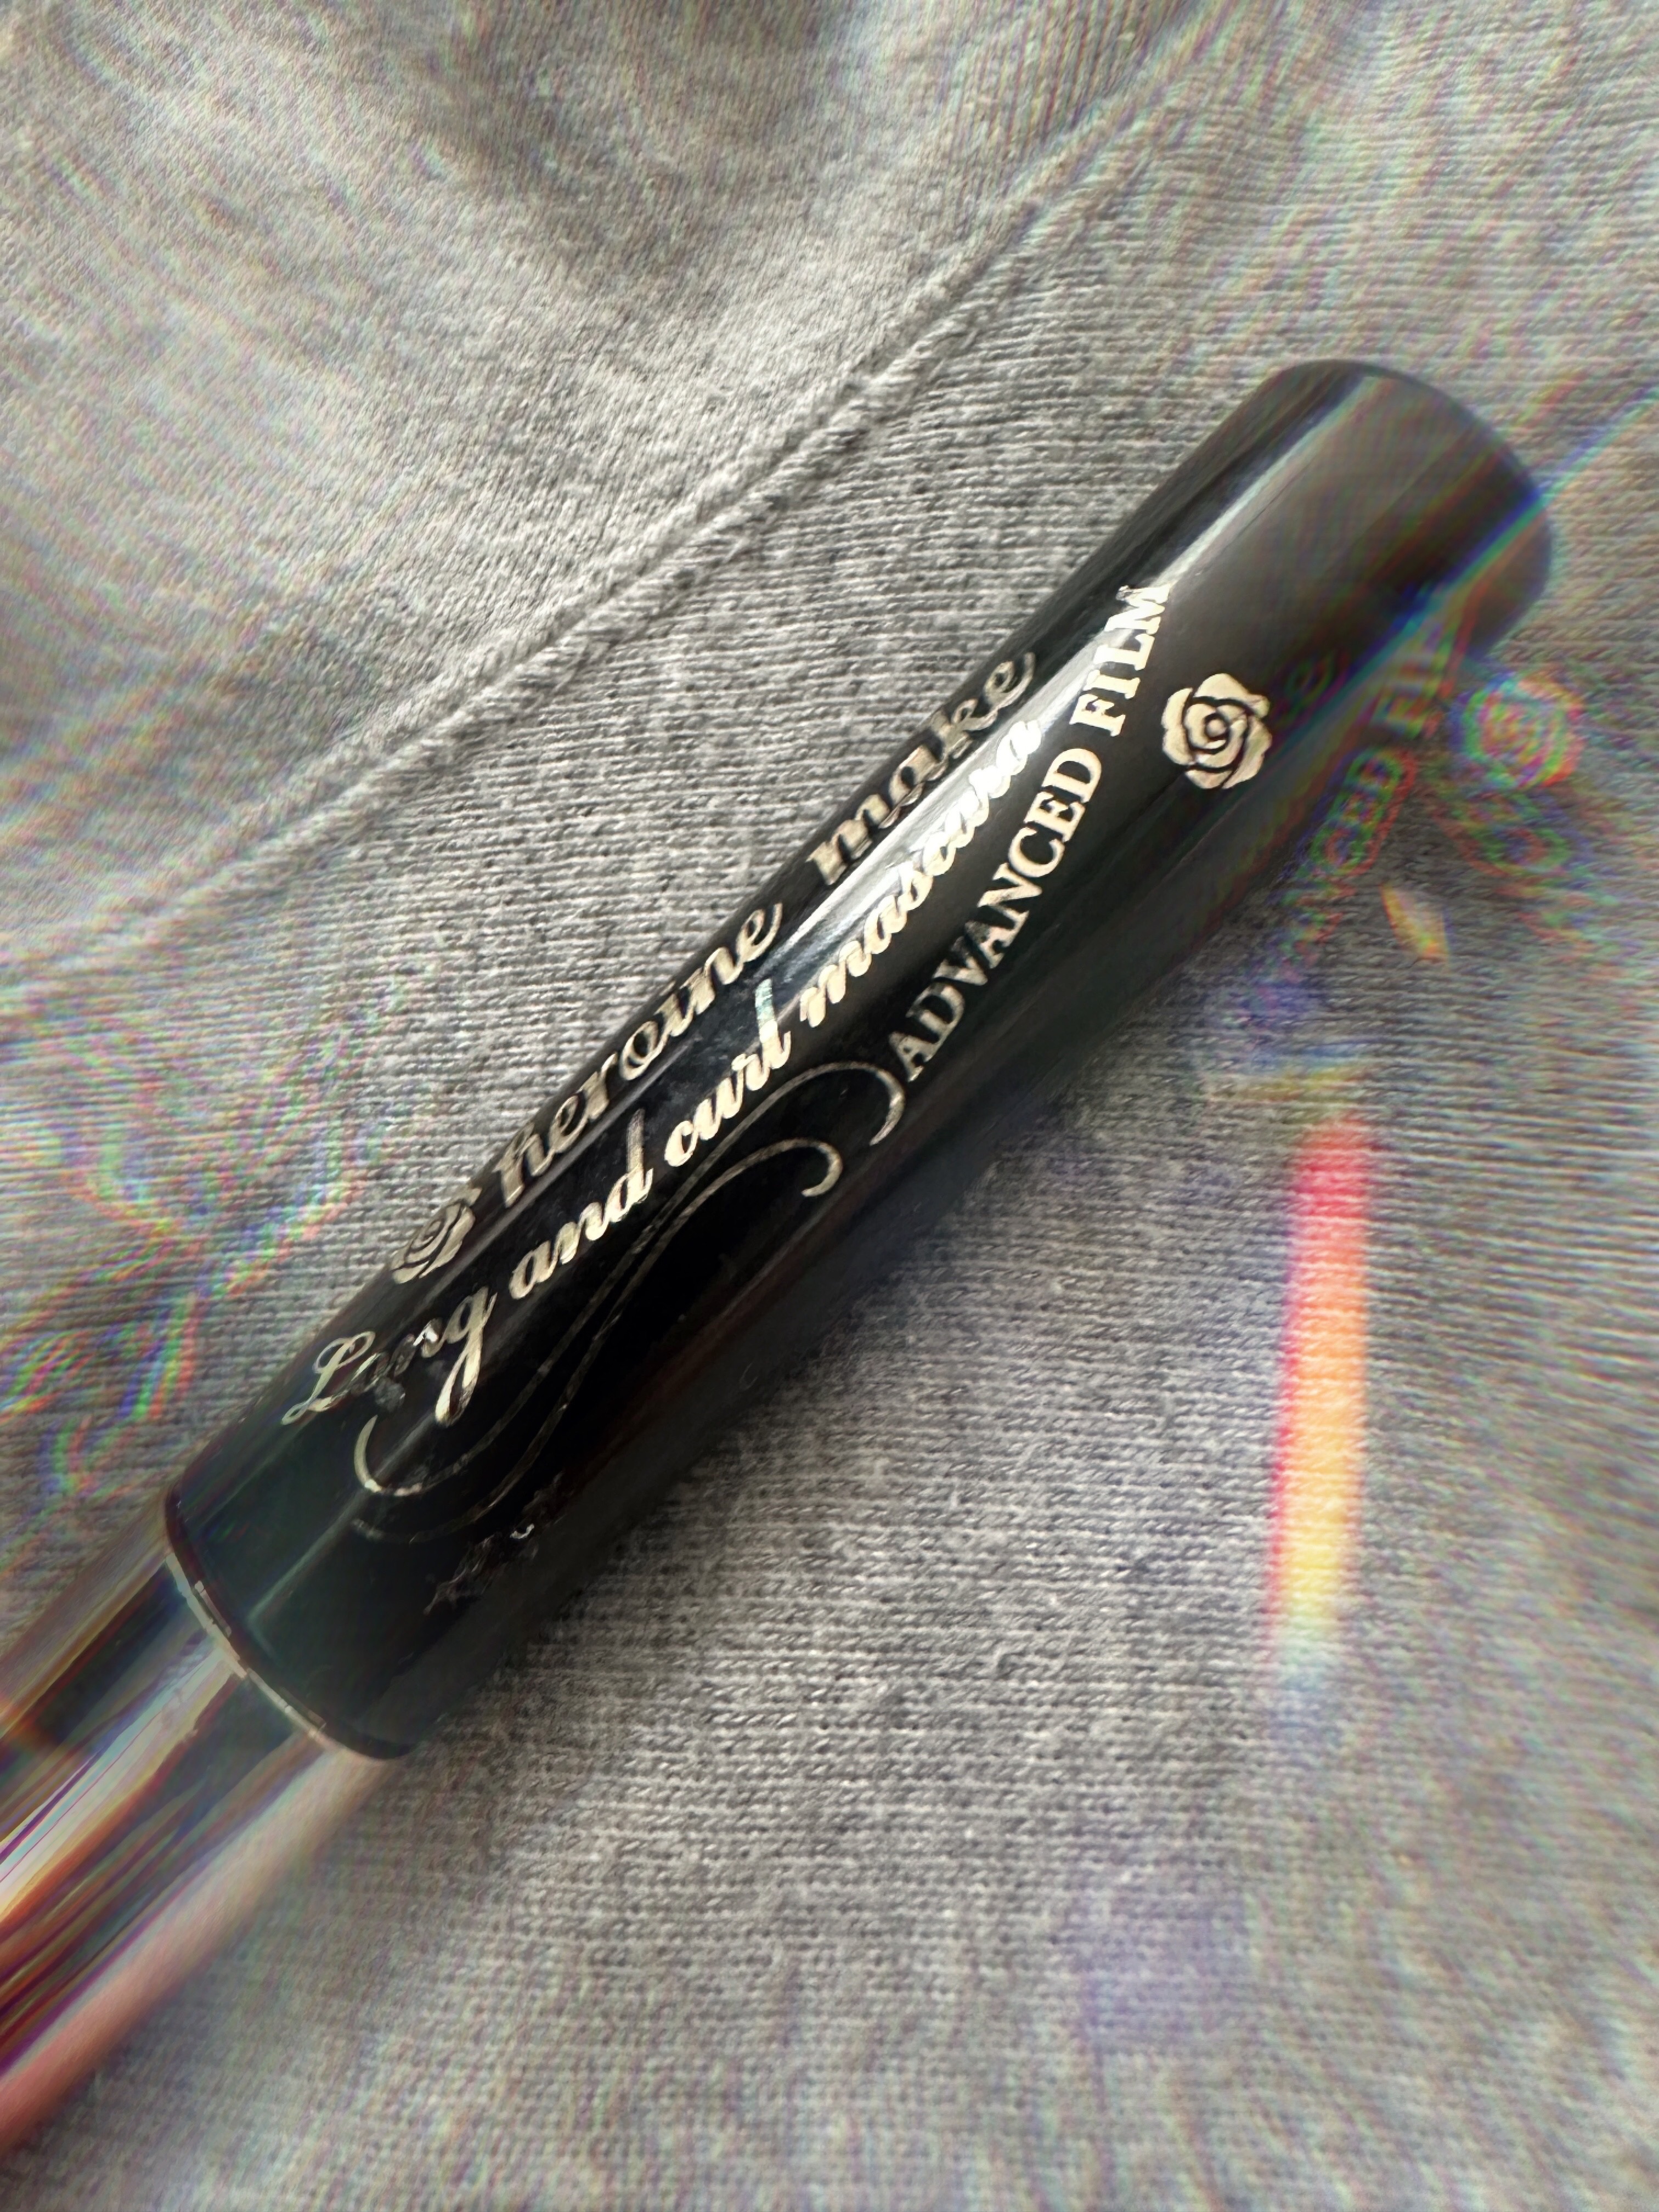 heroine make
Long and curl mascara
ADVANCED FILM